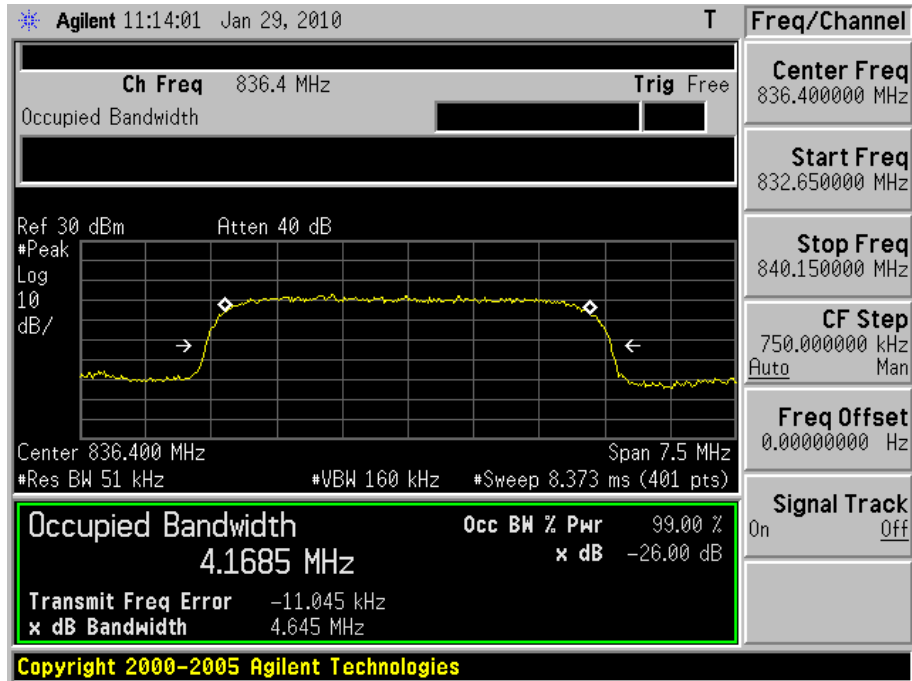 Agilent 11:14:01 Jan 29, 2010 T
Freq/Channel
Ch Freq 836.4 MHz Trig Free
Occupied Bandwidth
Center Freq
836.400000 MHz
Start Freq
832.650000 MHz
Stop Freq
840.150000 MHz
CF Step
750.000000 kHz
Auto Man
Freq Offset
0.00000000 Hz
Signal Track
On Off
Ref 30 dBm Atten 40 dB
#Peak
Log
10
dB/
Center 836.400 MHz Span 7.5 MHz
#Res BW 51 kHz #VBW 160 kHz #Sweep 8.373 ms (401 pts)
Occupied Bandwidth Occ BW % Pwr 99.00 %
4.1685 MHz x dB -26.00 dB
Transmit Freq Error -11.045 kHz
x dB Bandwidth 4.645 MHz
Copyright 2000-2005 Agilent Technologies